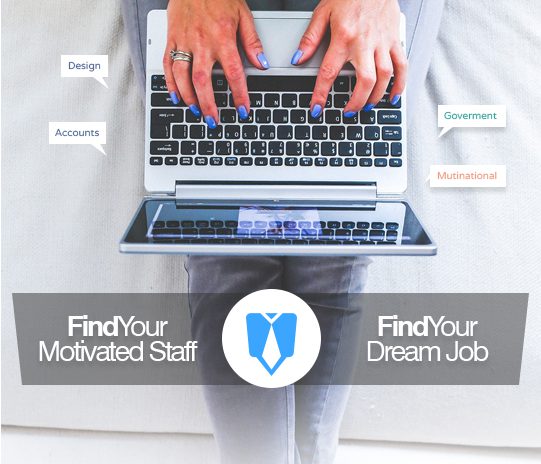 Design
Accounts
Goverment
Mutinational
FindYour
Motivated Staff
FindYour
Dream Job